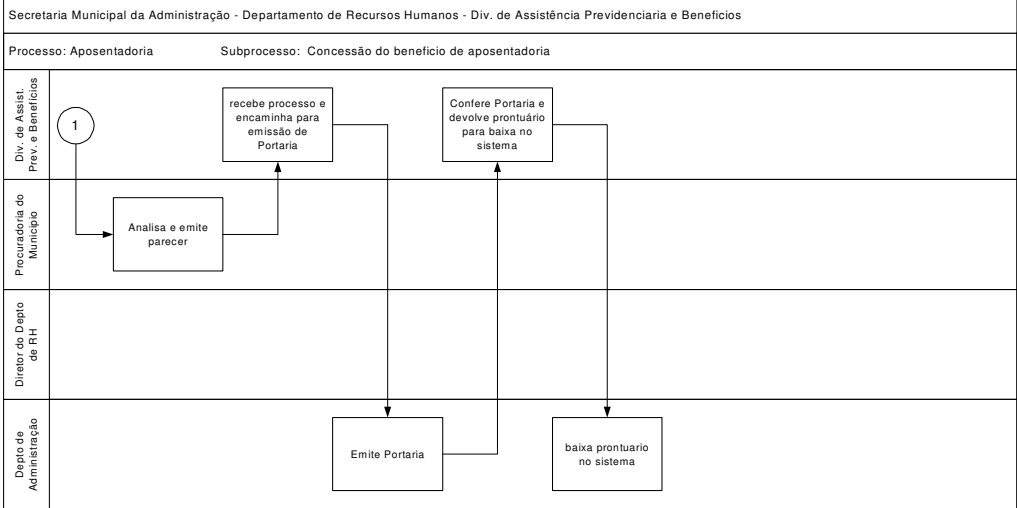 Secretaria Municipal da Administração - Departamento de Recursos Humanos - Div. de Assistência Previdenciaria e Beneficios
Processo: Aposentadoria Subprocesso: Concessão do beneficio de aposentadoria
Div. de Assist.
Prev. e Benefícios
1
recebe processo e
encaminha para
emissão de
Portaria
Confere Portaria e
devolve prontuário
para baixa no
sistema
Procuradoria do
Municipio
Analisa e emite
parecer
Diretor do Depto
de RH
Depto de
Administração
Emite Portaria
baixa prontuario
no sistema